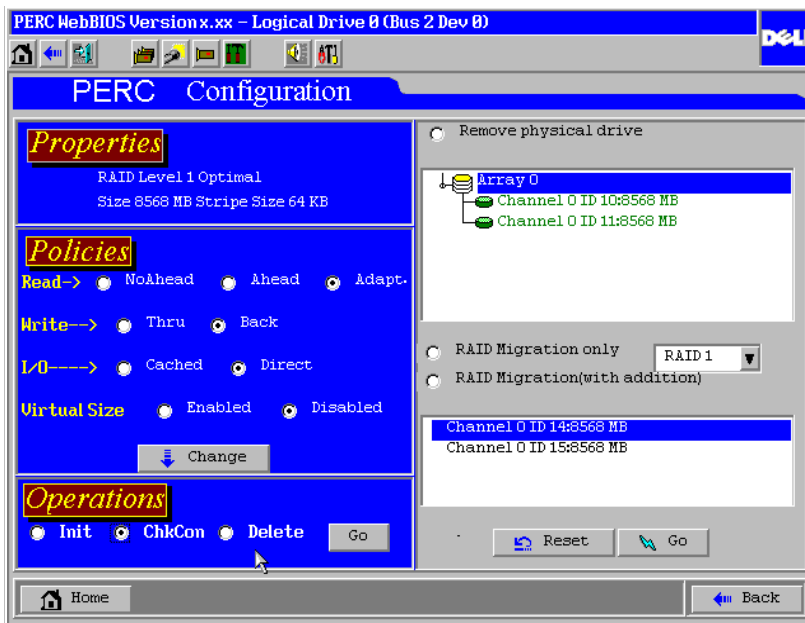 PERC WebBIOS Version x.xx – Logical Drive 0 (Bus 2 Dev 0)
PERC Configuration
Properties
RAID Level 1 Optimal
Size 8568 MB Stripe Size 64 KB
Policies
Read-> NoAhead Ahead Adapt.
Write--> Thru Back
I/O----> Cached Direct
Virtual Size Enabled Disabled
Change
Operations
Init ChkCon Delete Go
Remove physical drive
Array 0
Channel 0 ID 10:8568 MB
Channel 0 ID 11:8568 MB
RAID Migration only RAID 1
RAID Migration(with addition)
Channel 0 ID 14:8568 MB
Channel 0 ID 15:8568 MB
Reset Go
Home Back